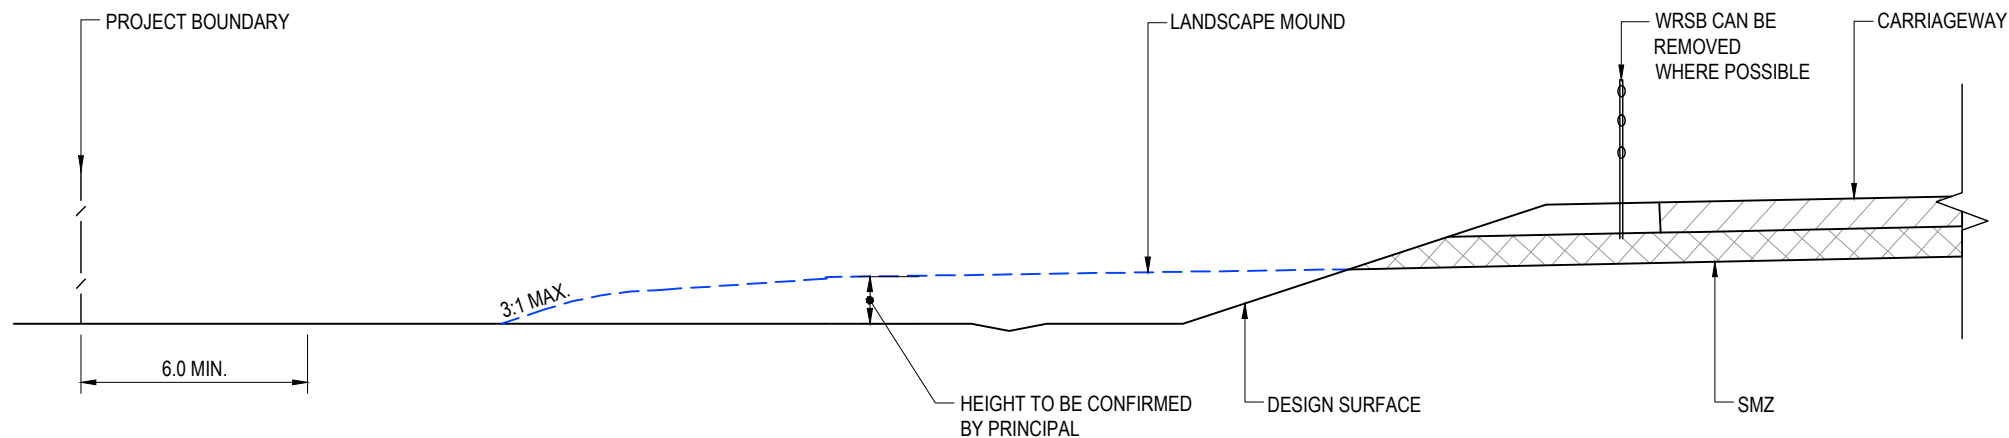 PROJECT BOUNDARY
LANDSCAPE MOUND
WRSB CAN BE
REMOVED
WHERE POSSIBLE
CARRIAGEWAY
3:1 MAX.
6.0 MIN.
HEIGHT TO BE CONFIRMED
BY PRINCIPAL
DESIGN SURFACE
SMZ